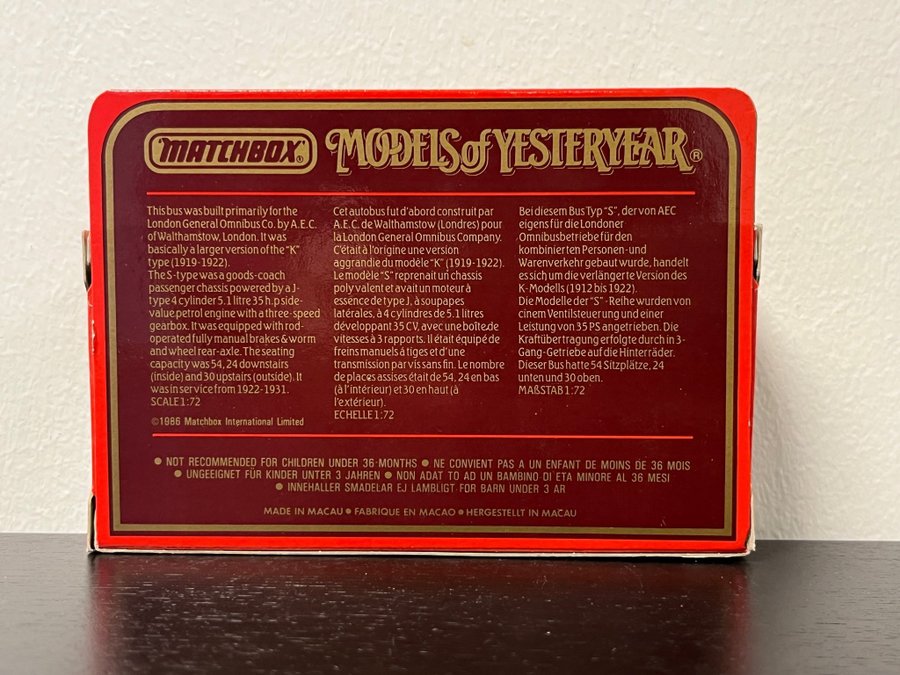 MATCHBOX®
MODELS of YESTERYEAR®
This bus was built primarily for the
London General Omnibus Co. by A.E.C.
of Walthamstow, London. It was
basically a larger version of the "K"
type (1919-1922).
The S-type was a goods-coach
passenger chassis powered by a J-
type 4 cylinder 5.1 litre 35 h.p side-
value petrol engine with a three-speed
gearbox. It was equipped with rod-
operated fully manual brakes & worm
and wheel rear-axle. The seating
capacity was 54, 24 downstairs
(inside) and 30 upstairs (outside). It
was in service from 1922-1931.
SCALE 1:72
©1986 Matchbox International Limited
Cet autobus fut d'abord construit par
A.E.C. de Walthamstow (Londres) pour
la London General Omnibus Company.
C'était à l'origine une version
aggrandie du modèle "K" (1919-1922).
Le modèle "S" reprenait un chassis
poly valent et avait un moteur à
essence de type J, à soupapes
latérales, à 4 cylindres de 5.1 litres
développant 35 CV, avec une boîte de
vitesses à 3 rapports. Il était équipé de
freins manuels à tiges et d'une
transmission par vis sans fin. Le nombre
de places assises était de 54, 24 en bas
(à l'intérieur) et 30 en haut (à
l'extérieur).
ECHELLE 1:72
Bei diesem Bus Typ "S", der von AEC
eigens für die Londoner
Omnibusbetriebe für den
kombinierten Personen- und
Warenverkehr gebaut wurde, handelt
es sich um die verlängerte Version des
K-Modells (1912 bis 1922).
Die Modelle der "S"-Reihe wurden von
einem Ventilsteuerung und einer
Leistung von 35 PS angetrieben. Die
Kraftübertragung erfolgte durch in 3-
Gang-Getriebe auf die Hinterräder.
Dieser Bus hatte 54 Sitzplätze, 24
unten und 30 oben.
MAßSTAB 1:72
● NOT RECOMMENDED FOR CHILDREN UNDER 36 MONTHS ● NE CONVIENT PAS A UN ENFANT DE MOINS DE 36 MOIS
● UNGEEIGNET FÜR KINDER UNTER 3 JAHREN ● NON ADAT TO AD UN BAMBINO DI ETA MINORE AL 36 MESI
● INNEHALLER SMADELAR EJ LAMBLIGT FOR BARN UNDER 3 AR
MADE IN MACAU ● FABRIQUE EN MACAO ● HERGESTELLT IN MACAU